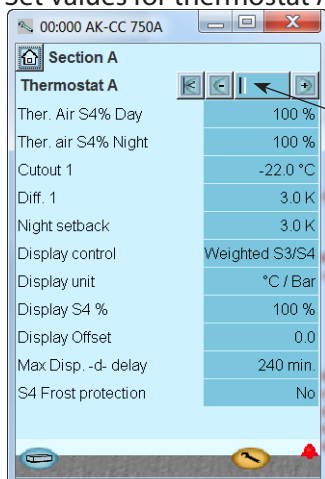 Set values for thermostat A
00:000 AK-CC 750A
Section A
Thermostat A
Ther. Air S4% Day 100 %
Ther. air S4% Night 100 %
Cutout 1 -22.0 °C
Diff. 1 3.0 K
Night setback 3.0 K
Display control Weighted S3/S4
Display unit °C / Bar
Display S4 % 100 %
Display Offset 0.0
Max Disp. -d- delay 240 min.
S4 Frost protection No